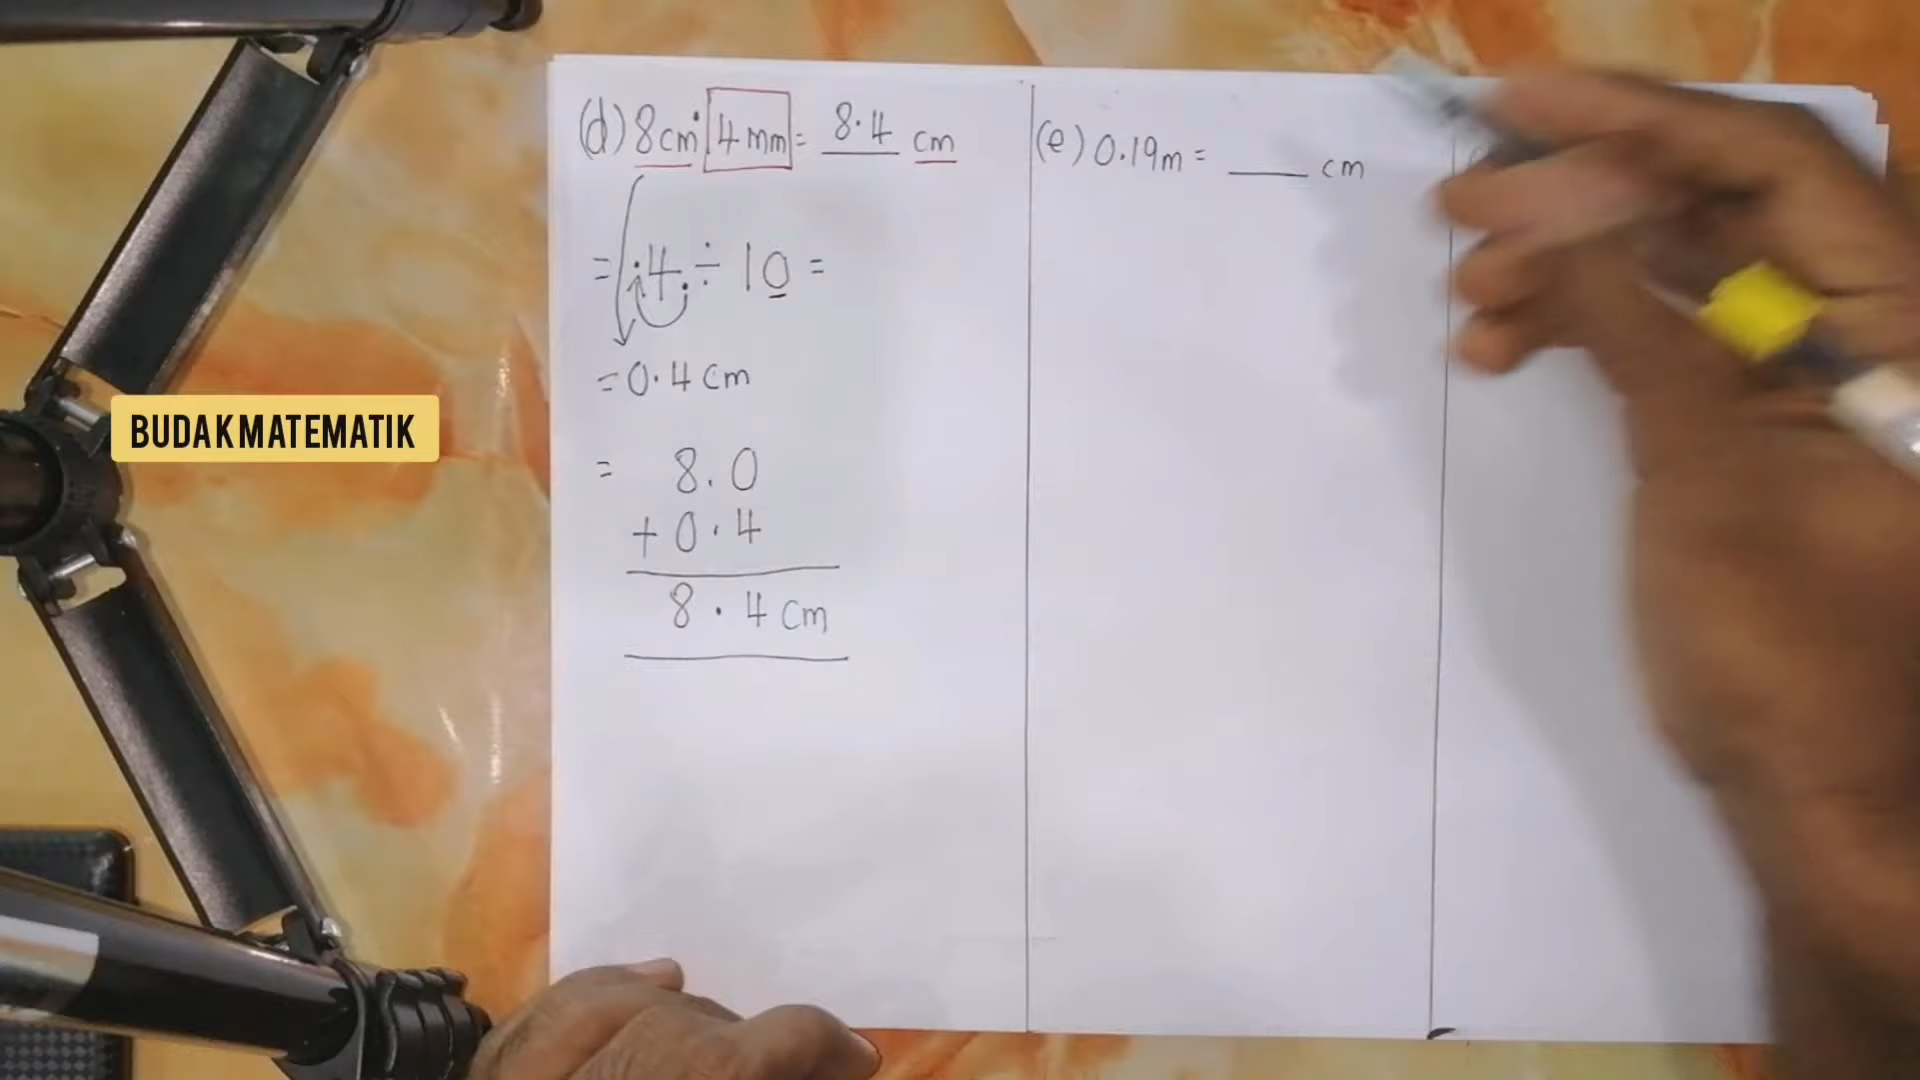 (d) 8cm 4mm = 8.4 cm
= 4. ÷ 10 =
= 0.4 cm
= 8.0
+ 0.4
8.4 cm
(e) 0.19m = ___ cm
BUDAKMATEMATIK